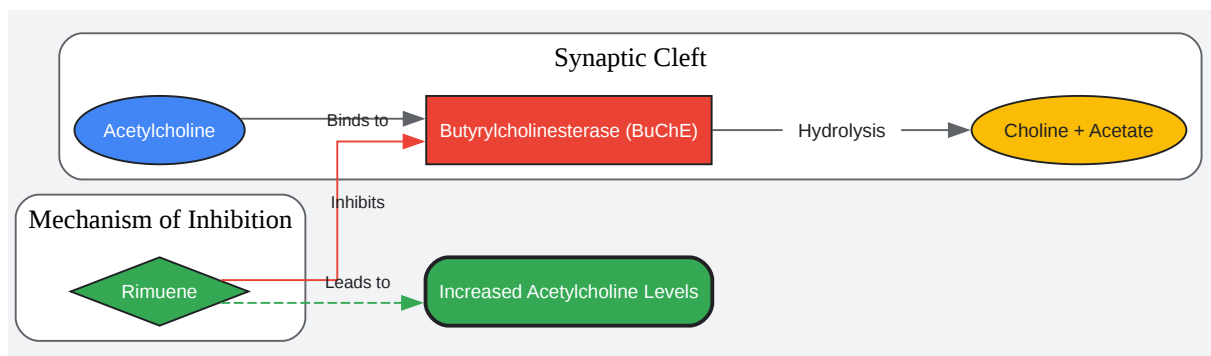 Synaptic Cleft
Acetylcholine
Binds to
Butyrylcholinesterase (BuChE)
Hydrolysis
Choline + Acetate
Inhibits
Mechanism of Inhibition
Rimuene
Leads to
Increased Acetylcholine Levels